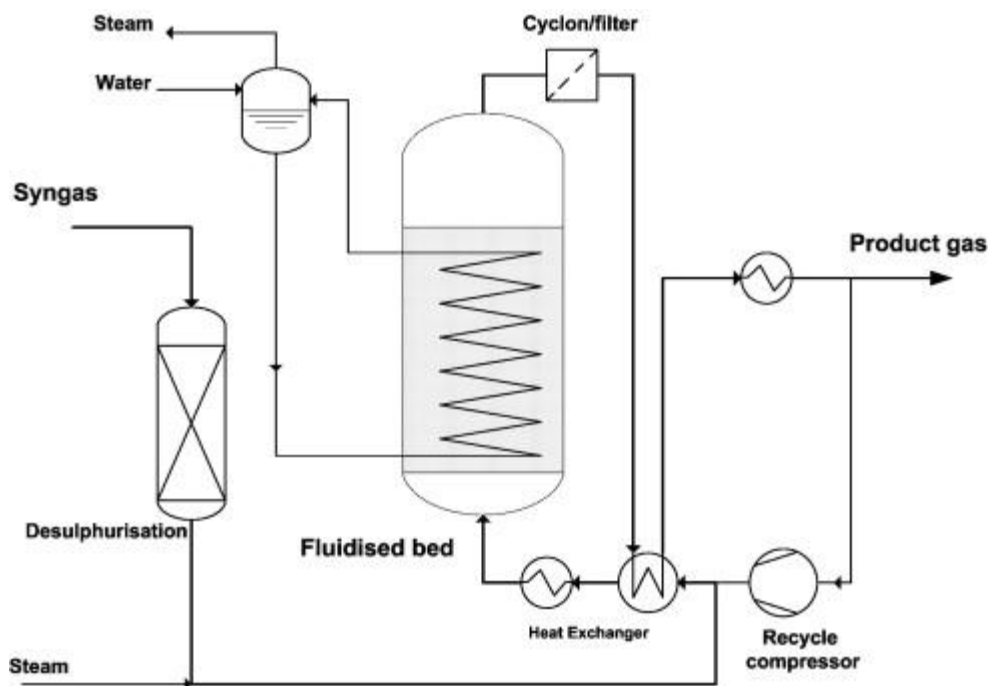 Steam
Cyclon/filter
Water
Syngas
Product gas
Desulphurisation
Fluidised bed
Heat Exchanger
Recycle
compressor
Steam